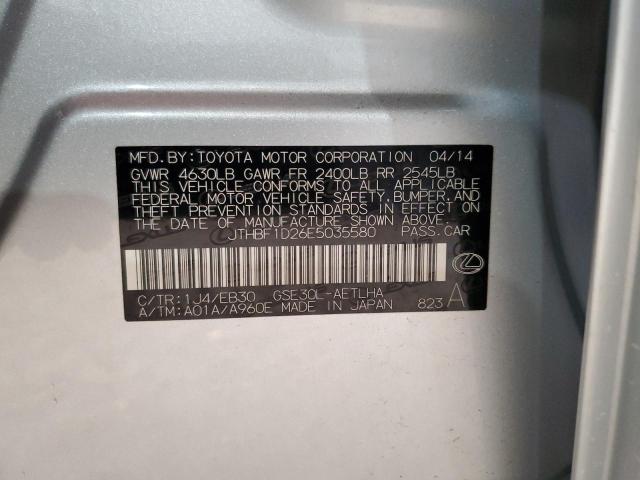 MFD.BY:TOYOTA MOTOR CORPORATION 04/14
GVWR 4630LB GAWR FR 2400LB RR 2545LB
THIS VEHICLE CONFORMS TO ALL APPLICABLE
FEDERAL MOTOR VEHICLE SAFETY,BUMPER,AND
THEFT PREVENTION STANDARDS IN EFFECT ON
THE DATE OF MANUFACTURE SHOWN ABOVE.
JTHBF1D26E5035580 PASS.CAR
C/TR:1J4/EB30 GSE30L-AETLHA
A/TM:A01A/A960E MADE IN JAPAN 823 A